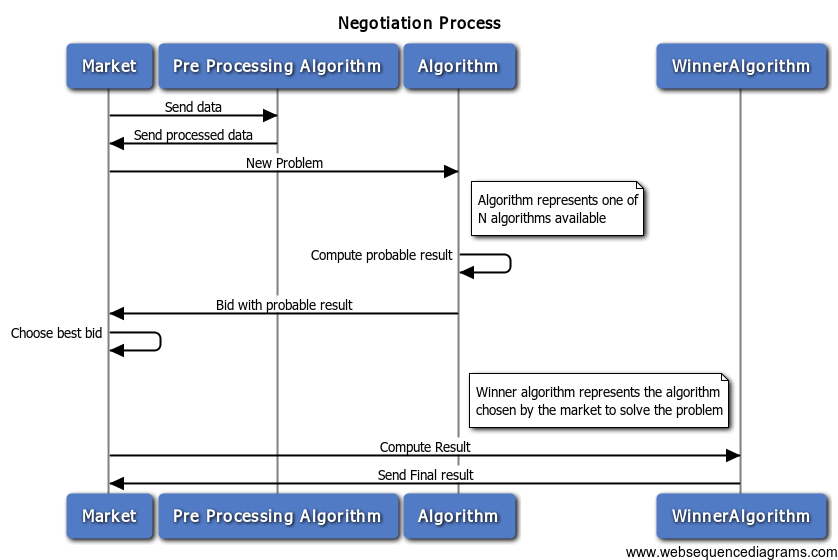 Negotiation Process
Market
Pre Processing Algorithm
Algorithm
WinnerAlgorithm
Send data
Send processed data
New Problem
Algorithm represents one of
N algorithms available
Compute probable result
Bid with probable result
Choose best bid
Winner algorithm represents the algorithm
chosen by the market to solve the problem
Compute Result
Send Final result
Market
Pre Processing Algorithm
Algorithm
WinnerAlgorithm
www.websequencediagrams.com